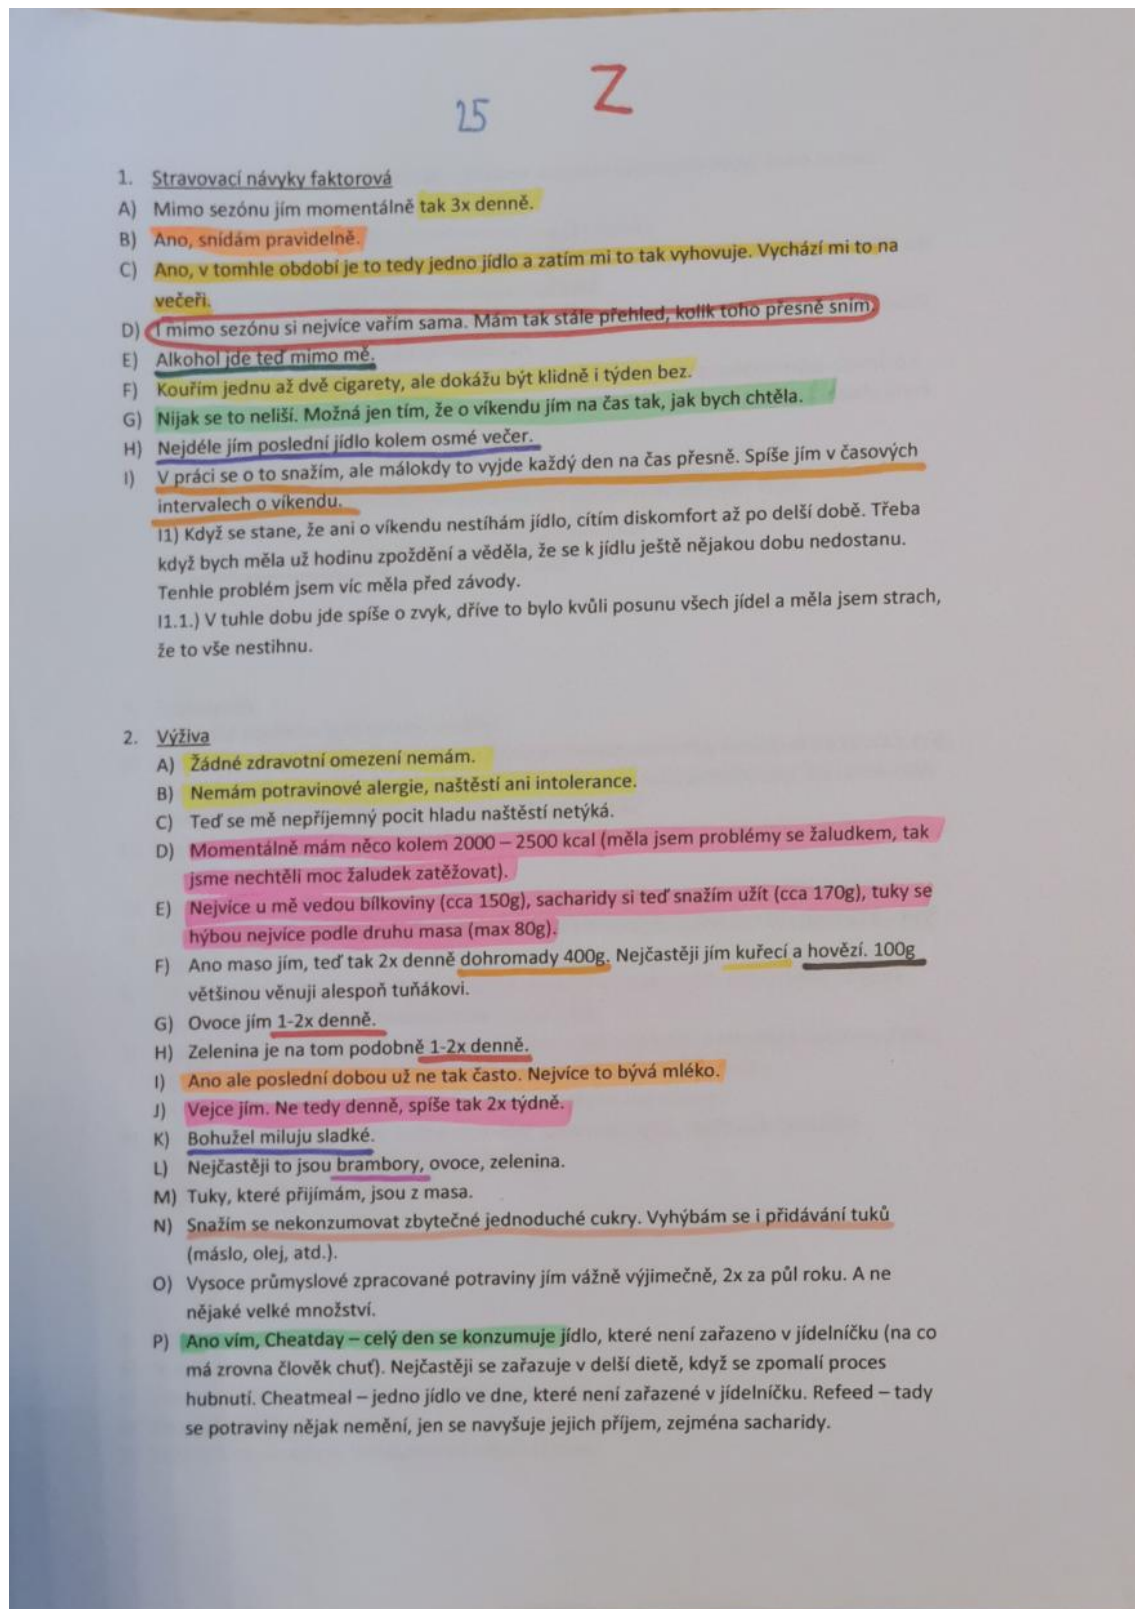 25 Z
1. Stravovací návyky faktorová
A) Mimo sezónu jím momentálně tak 3x denně.
B) Ano, snídám pravidelně.
C) Ano, v tomhle období je to tedy jedno jídlo a zatím mi to tak vyhovuje. Vychází mi to na
večeři.
D) I mimo sezónu si nejvíce vařím sama. Mám tak stále přehled, kolik toho přesně sním.
E) Alkohol jde teď mimo mě.
F) Kouřím jednu až dvě cigarety, ale dokážu být klidně i týden bez.
G) Nijak se to neliší. Možná jen tím, že o víkendu jím na čas tak, jak bych chtěla.
H) Nejdéle jím poslední jídlo kolem osmé večer.
I) V práci se o to snažím, ale málokdy to vyjde každý den na čas přesně. Spíše jím v časových
intervalech o víkendu.
I1) Když se stane, že ani o víkendu nestíhám jídlo, cítím diskomfort až po delší době. Třeba
když bych měla už hodinu zpoždění a věděla, že se k jídlu ještě nějakou dobu nedostanu.
Tenhle problém jsem víc měla před závody.
I1.1.) V tuhle dobu jde spíše o zvyk, dříve to bylo kvůli posunu všech jídel a měla jsem strach,
že to vše nestihnu.
2. Výživa
A) Žádné zdravotní omezení nemám.
B) Nemám potravinové alergie, naštěstí ani intolerance.
C) Teď se mě nepříjemný pocit hladu naštěstí netýká.
D) Momentálně mám něco kolem 2000 – 2500 kcal (měla jsem problémy se žaludkem, tak
jsme nechtěli moc žaludek zatěžovat).
E) Nejvíce u mě vedou bílkoviny (cca 150g), sacharidy si teď snažím užít (cca 170g), tuky se
hýbou nejvíce podle druhu masa (max 80g).
F) Ano maso jím, teď tak 2x denně dohromady 400g. Nejčastěji jím kuřecí a hovězí. 100g
většinou věnuji alespoň tuňákovi.
G) Ovoce jím 1-2x denně.
H) Zelenina je na tom podobně 1-2x denně.
I) Ano ale poslední dobou už ne tak často. Nejvíce to bývá mléko.
J) Vejce jím. Ne tedy denně, spíše tak 2x týdně.
K) Bohužel miluju sladké.
L) Nejčastěji to jsou brambory, ovoce, zelenina.
M) Tuky, které přijímám, jsou z masa.
N) Snažím se nekonzumovat zbytečné jednoduché cukry. Vyhýbám se i přidávání tuků
(máslo, olej, atd.).
O) Vysoce průmyslové zpracované potraviny jím vážně výjimečně, 2x za půl roku. A ne
nějaké velké množství.
P) Ano vím, Cheatday – celý den se konzumuje jídlo, které není zařazeno v jídelníčku (na co
má zrovna člověk chuť). Nejčastěji se zařazuje v delší dietě, když se zpomalí proces
hubnutí. Cheatmeal – jedno jídlo ve dne, které není zařazené v jídelníčku. Refeed – tady
se potraviny nějak nemění, jen se navyšuje jejich příjem, zejména sacharidy.